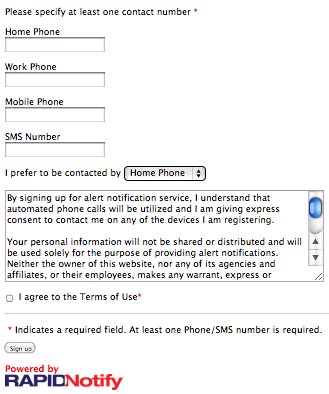 Please specify at least one contact number *
Home Phone
Work Phone
Mobile Phone
SMS Number
I prefer to be contacted by Home Phone
By signing up for alert notification service, I understand that
automated phone calls will be utilized and I am giving express
consent to contact me on any of the devices I am registering.
Your personal information will not be shared or distributed and will
be used solely for the purpose of providing alert notifications.
Neither the owner of this website, nor any of its agencies and
affiliates, or their employees, makes any warrant, express or
I agree to the Terms of Use*
* Indicates a required field. At least one Phone/SMS number is required.
Sign up
Powered by
RAPIDNotify